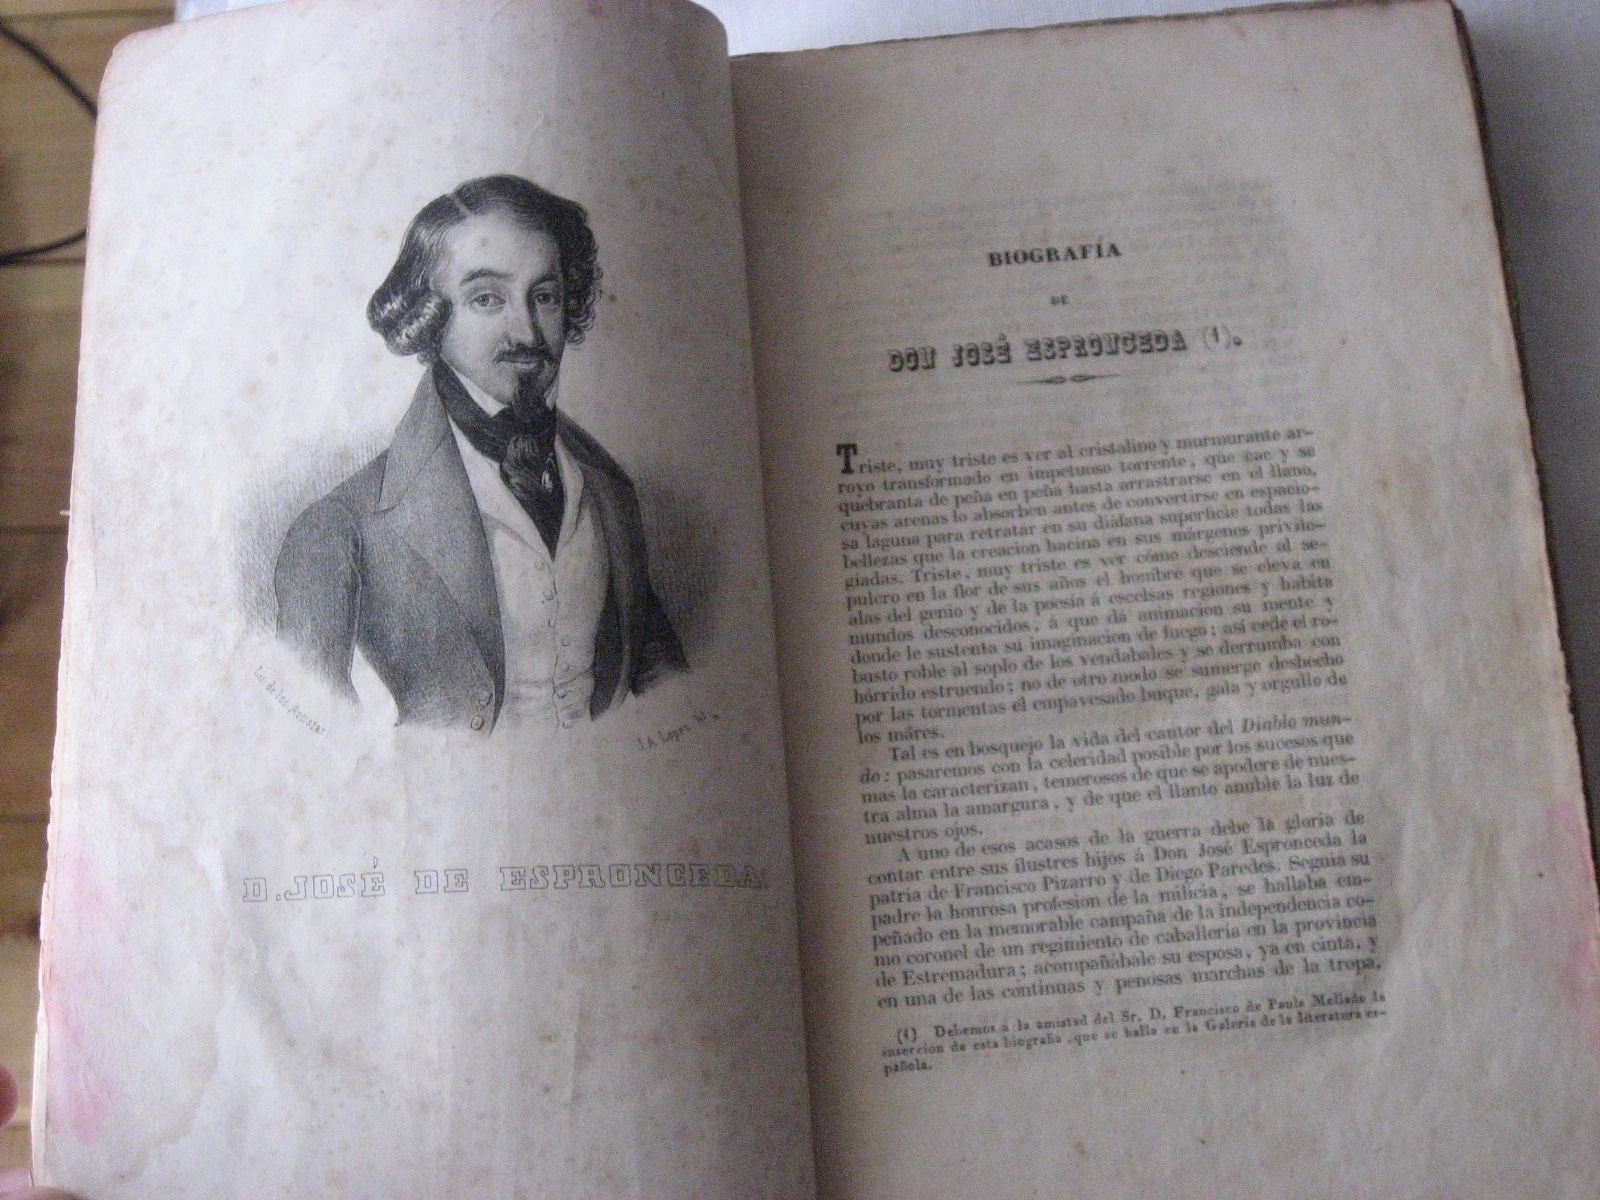 Lit. de los Artistas
J. A. Lopez lit.
D. JOSÉ DE ESPRONCEDA
BIOGRAFÍA
DE
DON JOSÉ ESPRONCEDA (1).
Triste, muy triste es ver al cristalino y murmurante ar-
royo transformado en impetuoso torrente, que cae y se
quebranta de peña en peña hasta arrastrarse en el llano,
cuyas arenas lo absorben antes de convertirse en espacio-
sa laguna para retratar en su diáfana superficie todas las
bellezas que la creacion hacina en sus márgenes privile-
giadas. Triste, muy triste es ver cómo desciende al se-
pulcro en la flor de sus años el hombre que se eleva en
alas del genio y de la poesía á escelsas regiones y habita
mundos desconocidos, á que dá animacion su mente y
donde le sustenta su imaginacion de fuego; así cede el ro-
busto roble al soplo de los vendabales y se derrumba con
hórrido estruendo; no de otro modo se sumerge deshecho
por las tormentas el empavesado buque, gala y orgullo de
los máres.
Tal es en bosquejo la vida del cantor del Diablo mun-
do: pasaremos con la celeridad posible por los sucesos que
mas la caracterizan, temerosos de que se apodere de nues-
tra alma la amargura, y de que el llanto anuble la luz de
nuestros ojos.
A uno de esos acasos de la guerra debe la gloria de
contar entre sus ilustres hijos á Don José Espronceda la
patria de Francisco Pizarro y de Diego Paredes. Seguia su
padre la honrosa profesion de la milicia, se hallaba em-
peñado en la memorable campaña de la independencia co-
mo coronel de un regimiento de caballería en la provincia
de Estremadura; acompañábale su esposa, ya en cinta, y
en una de las continuas y penosas marchas de la tropa,
(1) Debemos á la amistad del Sr. D. Francisco de Paula Mellado la
insercion de esta biografia, que se halla en la Galería de la literatura es-
pañola.